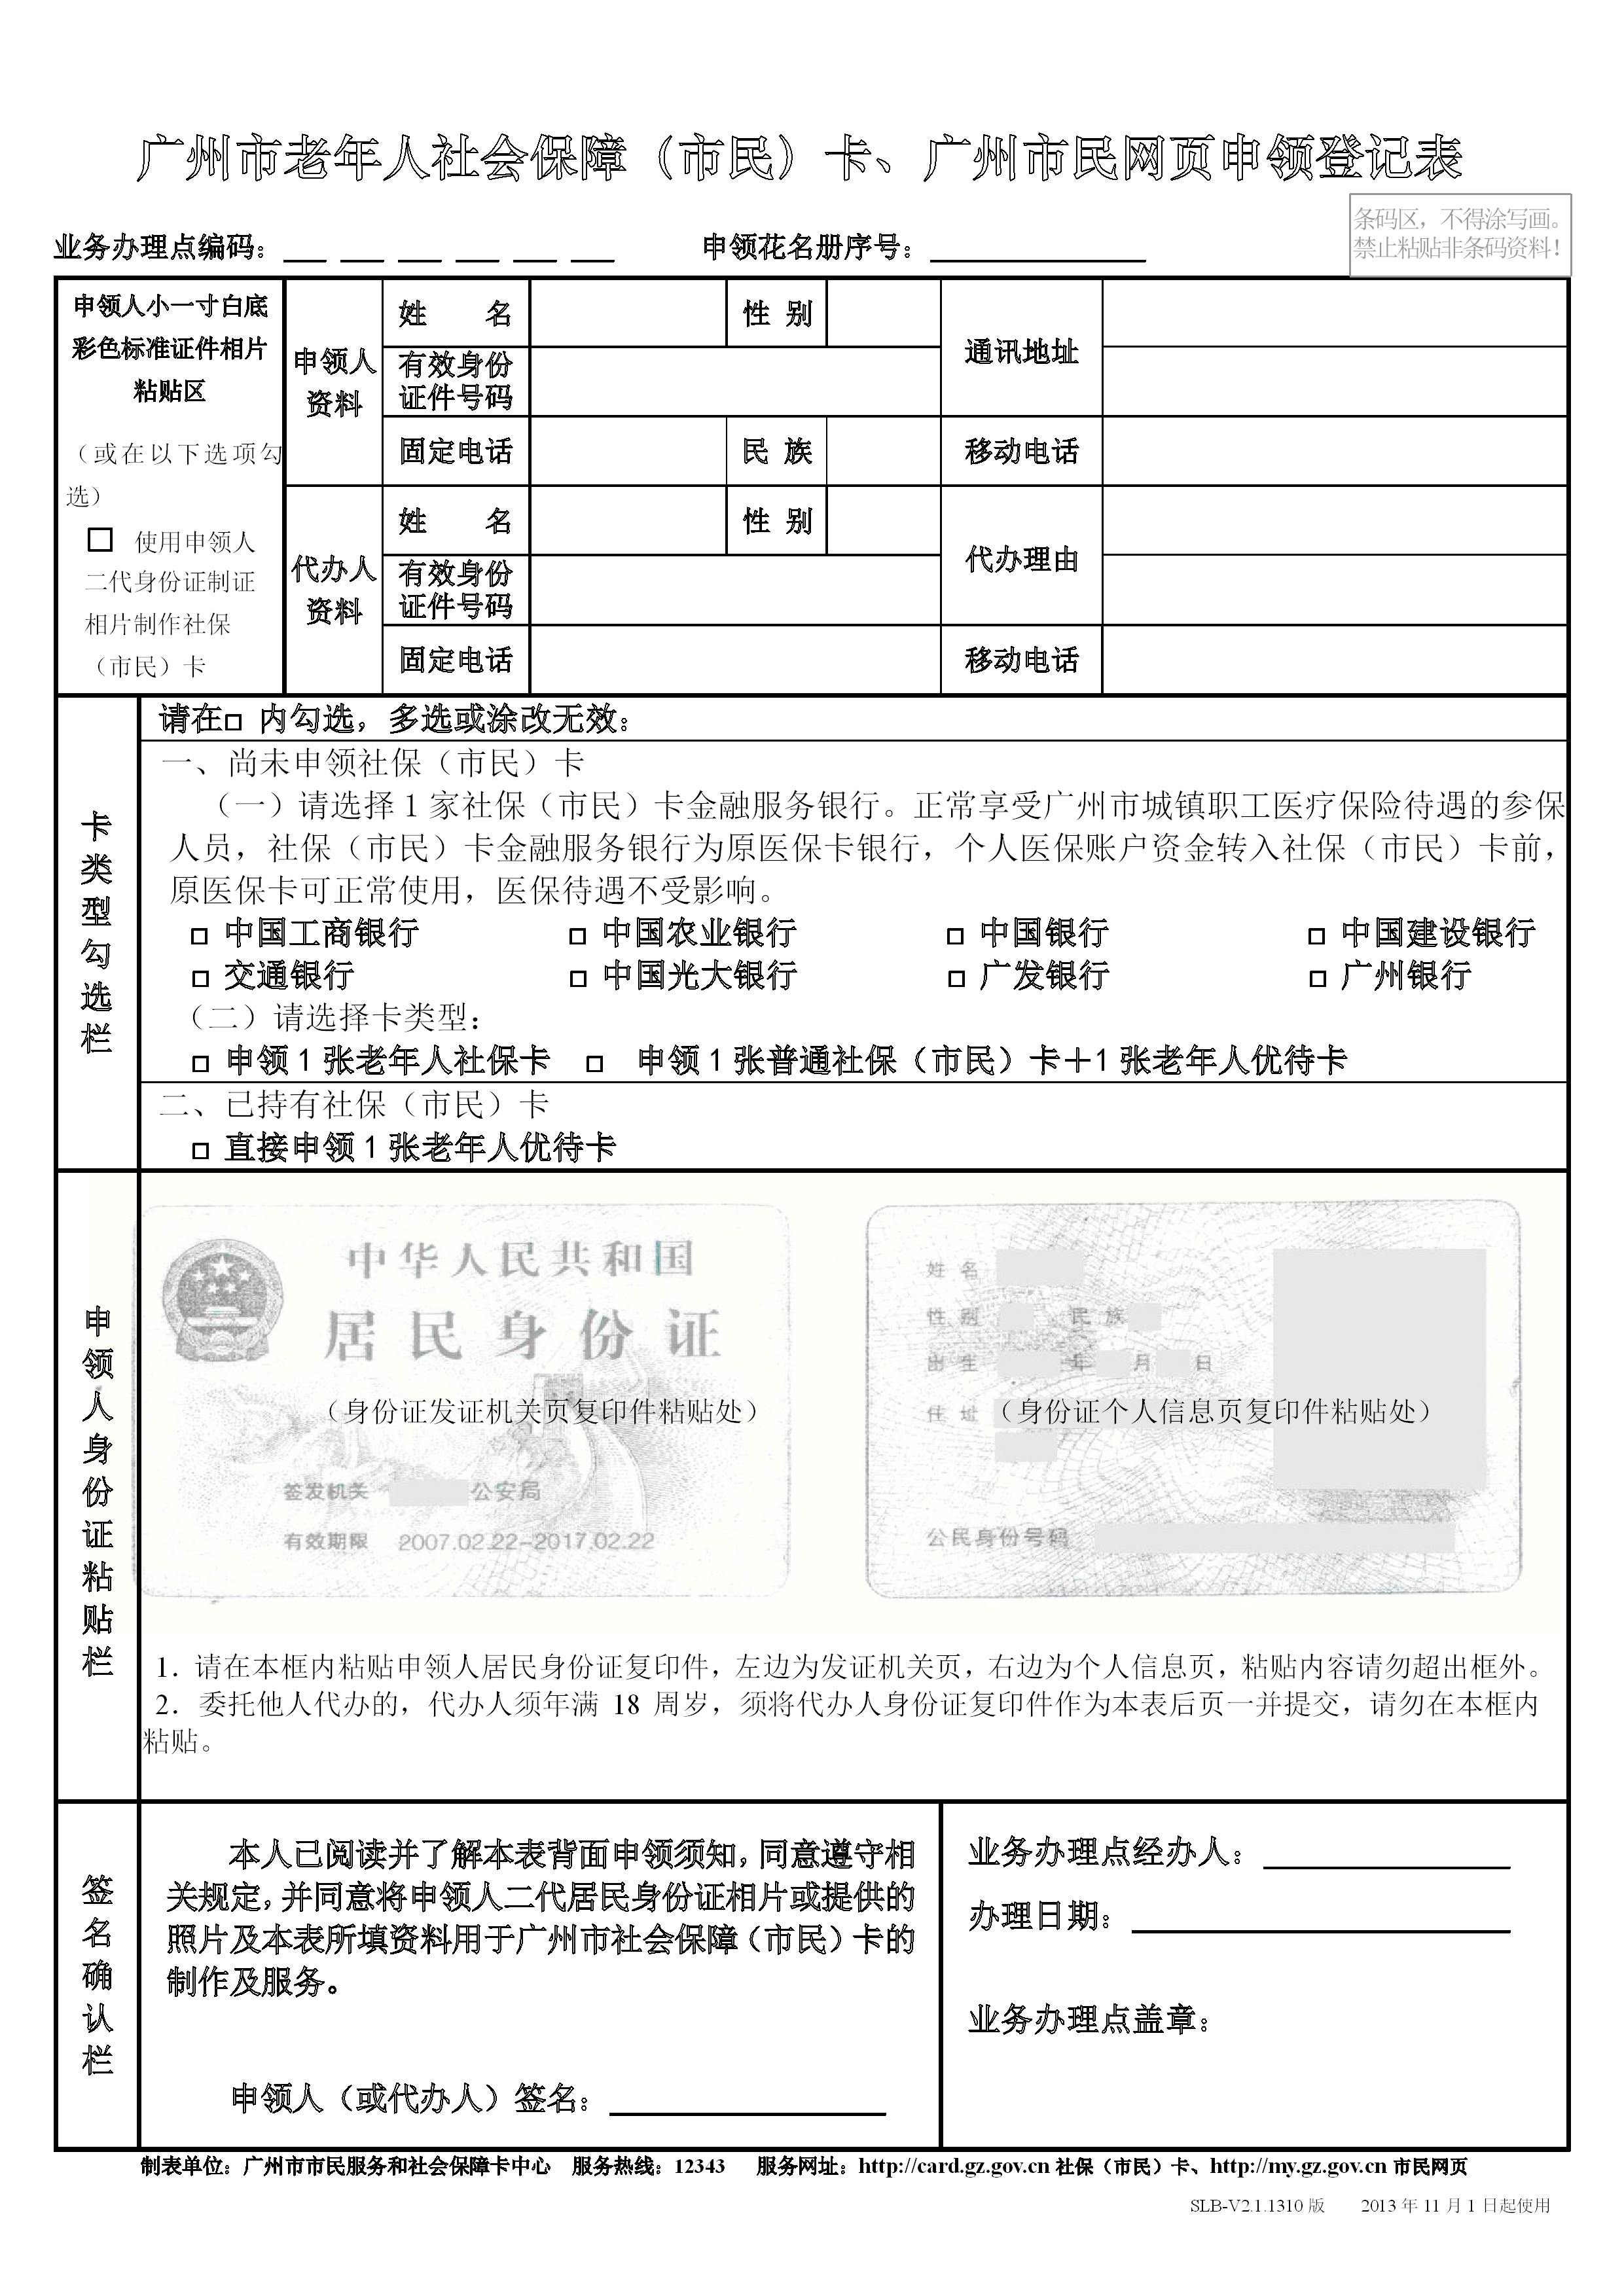 广州市老年人社会保障（市民）卡、广州市民网页申领登记表
条码区，不得涂写画。
禁止粘贴非条码资料！
业务办理点编码：__ __ __ __ __ __ 申领花名册序号：__________
申领人小一寸白底
彩色标准证件相片
粘贴区
（或在以下选项勾
选）
□ 使用申领人
二代身份证制证
相片制作社保
（市民）卡
申领人
资料
姓 名
性 别
通讯地址
有效身份
证件号码
固定电话
民 族
移动电话
代办人
资料
姓 名
性 别
代办理由
有效身份
证件号码
固定电话
移动电话
卡类型勾选栏
请在□ 内勾选，多选或涂改无效：
一、尚未申领社保（市民）卡
（一）请选择1家社保（市民）卡金融服务银行。正常享受广州市城镇职工医疗保险待遇的参保
人员，社保（市民）卡金融服务银行为原医保卡银行，个人医保账户资金转入社保（市民）卡前，
原医保卡可正常使用，医保待遇不受影响。
□ 中国工商银行 □ 中国农业银行 □ 中国银行 □ 中国建设银行
□ 交通银行 □ 中国光大银行 □ 广发银行 □ 广州银行
（二）请选择卡类型：
□ 申领1张老年人社保卡 □ 申领1张普通社保（市民）卡＋1张老年人优待卡
二、已持有社保（市民）卡
□ 直接申领1张老年人优待卡
申领人身份证粘贴栏
中华人民共和国
居民身份证
（身份证发证机关页复印件粘贴处）
签发机关 公安局
有效期限 2007.02.22-2017.02.22
姓名
性别 民族
出生 年 月 日
住址 （身份证个人信息页复印件粘贴处）
公民身份号码
1．请在本框内粘贴申领人居民身份证复印件，左边为发证机关页，右边为个人信息页，粘贴内容请勿超出框外。
2．委托他人代办的，代办人须年满 18 周岁，须将代办人身份证复印件作为本表后页一并提交，请勿在本框内
粘贴。
签名确认栏
本人已阅读并了解本表背面申领须知，同意遵守相
关规定，并同意将申领人二代居民身份证相片或提供的
照片及本表所填资料用于广州市社会保障（市民）卡的
制作及服务。
申领人（或代办人）签名：__________
业务办理点经办人：__________
办理日期：__________
业务办理点盖章：
制表单位：广州市市民服务和社会保障卡中心 服务热线：12343 服务网址：http://card.gz.gov.cn 社保（市民）卡、http://my.gz.gov.cn 市民网页
SLB-V2.1.1310 版 2013 年 11 月 1 日起使用